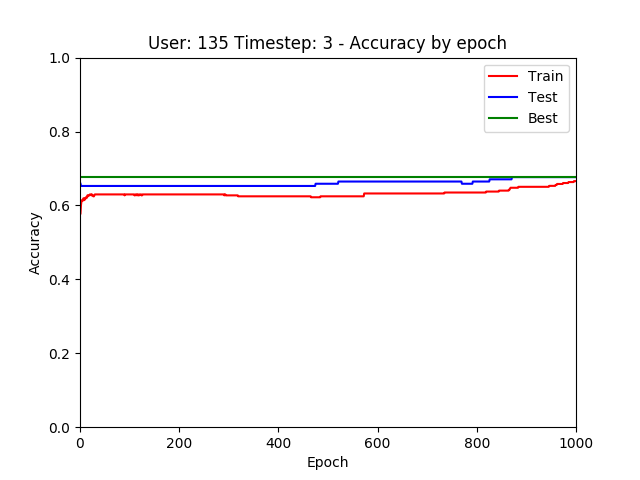 User: 135 Timestep: 3 - Accuracy by epoch
1.0
0.8
0.6
0.4
0.2
0.0
Accuracy
Train
Test
Best
0 200 400 600 800 1000
Epoch